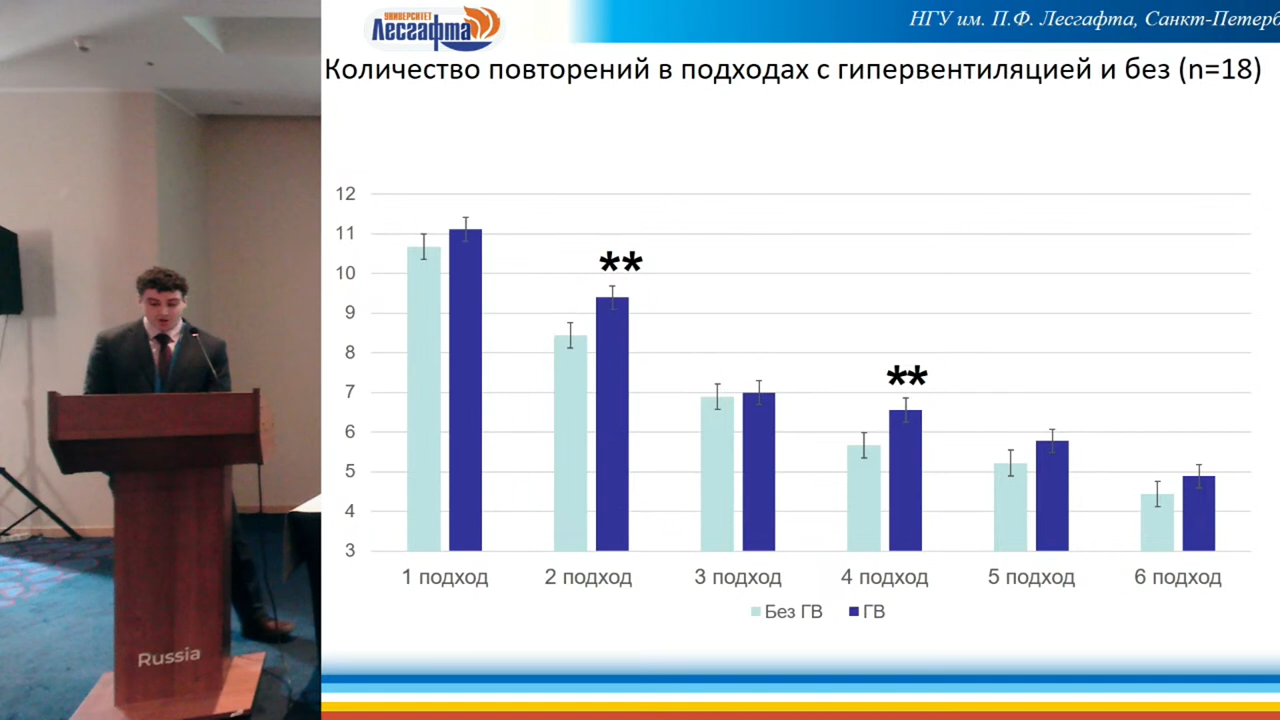 УНИВЕРСИТЕТ
Лесгафта
НГУ им. П.Ф. Лесгафта, Санкт-Петерб
Количество повторений в подходах с гипервентиляцией и без (n=18)
12
11
10
9
8
7
6
5
4
3
**
**
1 подход
2 подход
3 подход
4 подход
5 подход
6 подход
Без ГВ
ГВ
Russia